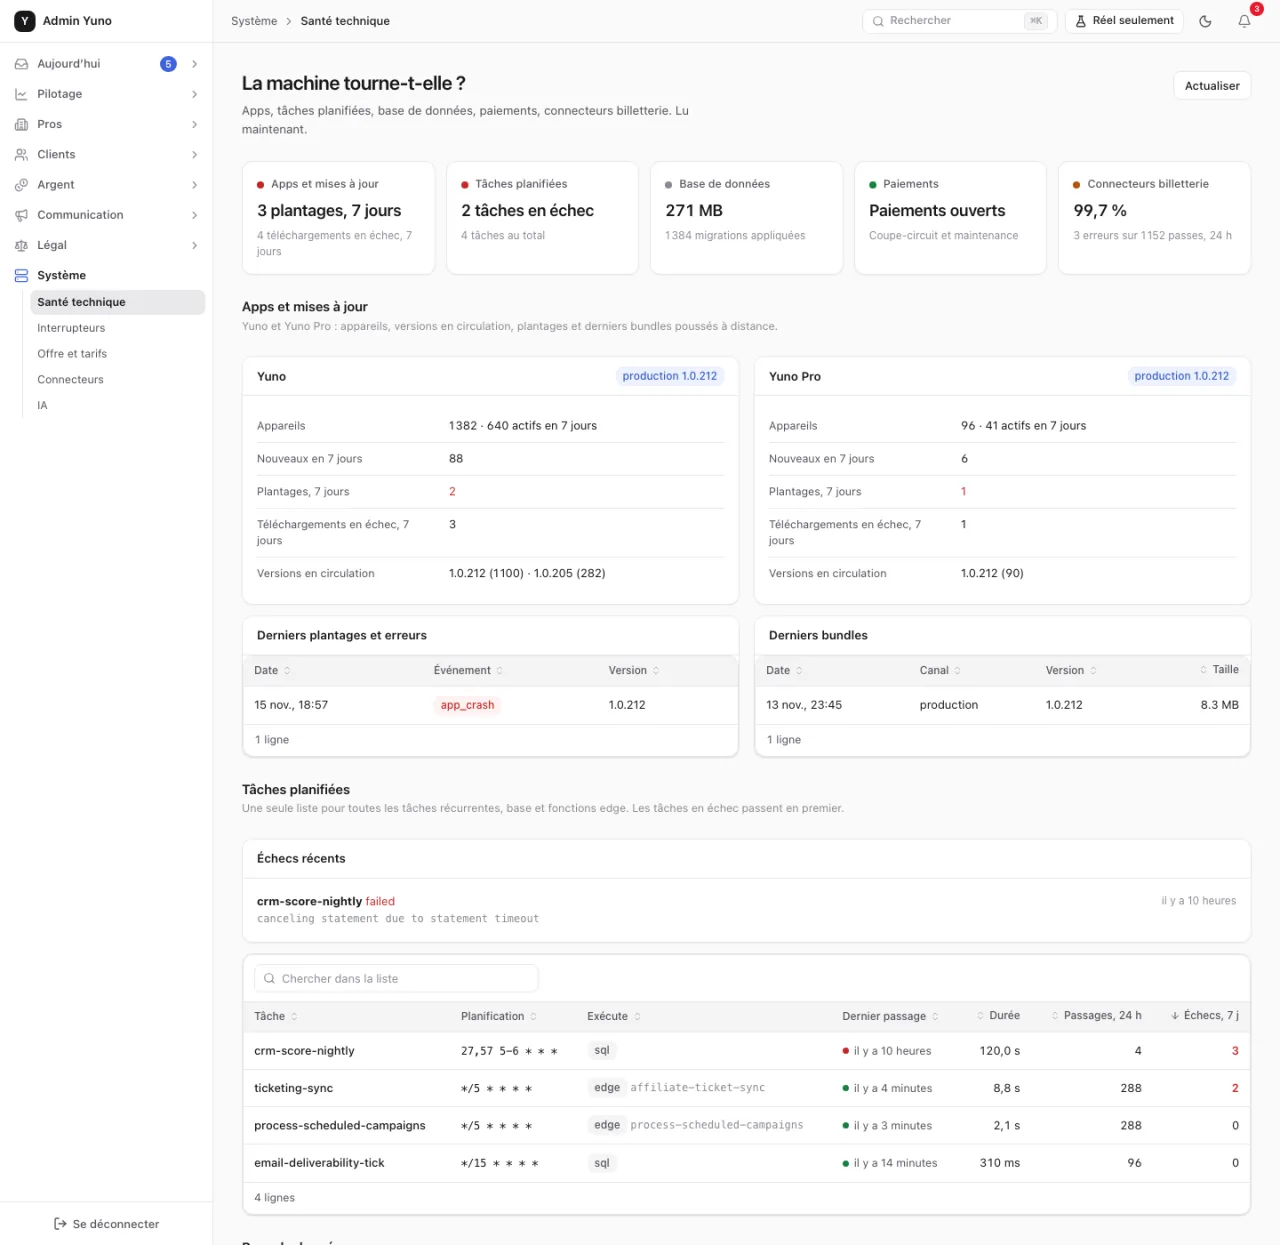 Y Admin Yuno
Système > Santé technique
Rechercher ⌘K
Réel seulement
3
Aujourd'hui 5
Pilotage
Pros
Clients
Argent
Communication
Légal
Système
Santé technique
Interrupteurs
Offre et tarifs
Connecteurs
IA
Se déconnecter
La machine tourne-t-elle ?
Actualiser
Apps, tâches planifiées, base de données, paiements, connecteurs billetterie. Lu
maintenant.
Apps et mises à jour
3 plantages, 7 jours
4 téléchargements en échec, 7
jours
Tâches planifiées
2 tâches en échec
4 tâches au total
Base de données
271 MB
1 384 migrations appliquées
Paiements
Paiements ouverts
Coupe-circuit et maintenance
Connecteurs billetterie
99,7 %
3 erreurs sur 1 152 passes, 24 h
Apps et mises à jour
Yuno et Yuno Pro : appareils, versions en circulation, plantages et derniers bundles poussés à distance.
Yuno production 1.0.212
Appareils 1 382 · 640 actifs en 7 jours
Nouveaux en 7 jours 88
Plantages, 7 jours 2
Téléchargements en échec, 7
jours 3
Versions en circulation 1.0.212 (1100) · 1.0.205 (282)
Yuno Pro production 1.0.212
Appareils 96 · 41 actifs en 7 jours
Nouveaux en 7 jours 6
Plantages, 7 jours 1
Téléchargements en échec, 7
jours 1
Versions en circulation 1.0.212 (90)
Derniers plantages et erreurs
Date Événement Version
15 nov., 18:57 app_crash 1.0.212
1 ligne
Derniers bundles
Date Canal Version Taille
13 nov., 23:45 production 1.0.212 8.3 MB
1 ligne
Tâches planifiées
Une seule liste pour toutes les tâches récurrentes, base et fonctions edge. Les tâches en échec passent en premier.
Échecs récents
crm-score-nightly failed il y a 10 heures
canceling statement due to statement timeout
Chercher dans la liste
Tâche Planification Exécute Dernier passage Durée Passages, 24 h ↓ Échecs, 7 j
crm-score-nightly 27,57 5-6 * * * sql il y a 10 heures 120,0 s 4 3
ticketing-sync */5 * * * * edge affiliate-ticket-sync il y a 4 minutes 8,8 s 288 2
process-scheduled-campaigns */5 * * * * edge process-scheduled-campaigns il y a 3 minutes 2,1 s 288 0
email-deliverability-tick */15 * * * * sql il y a 14 minutes 310 ms 96 0
4 lignes